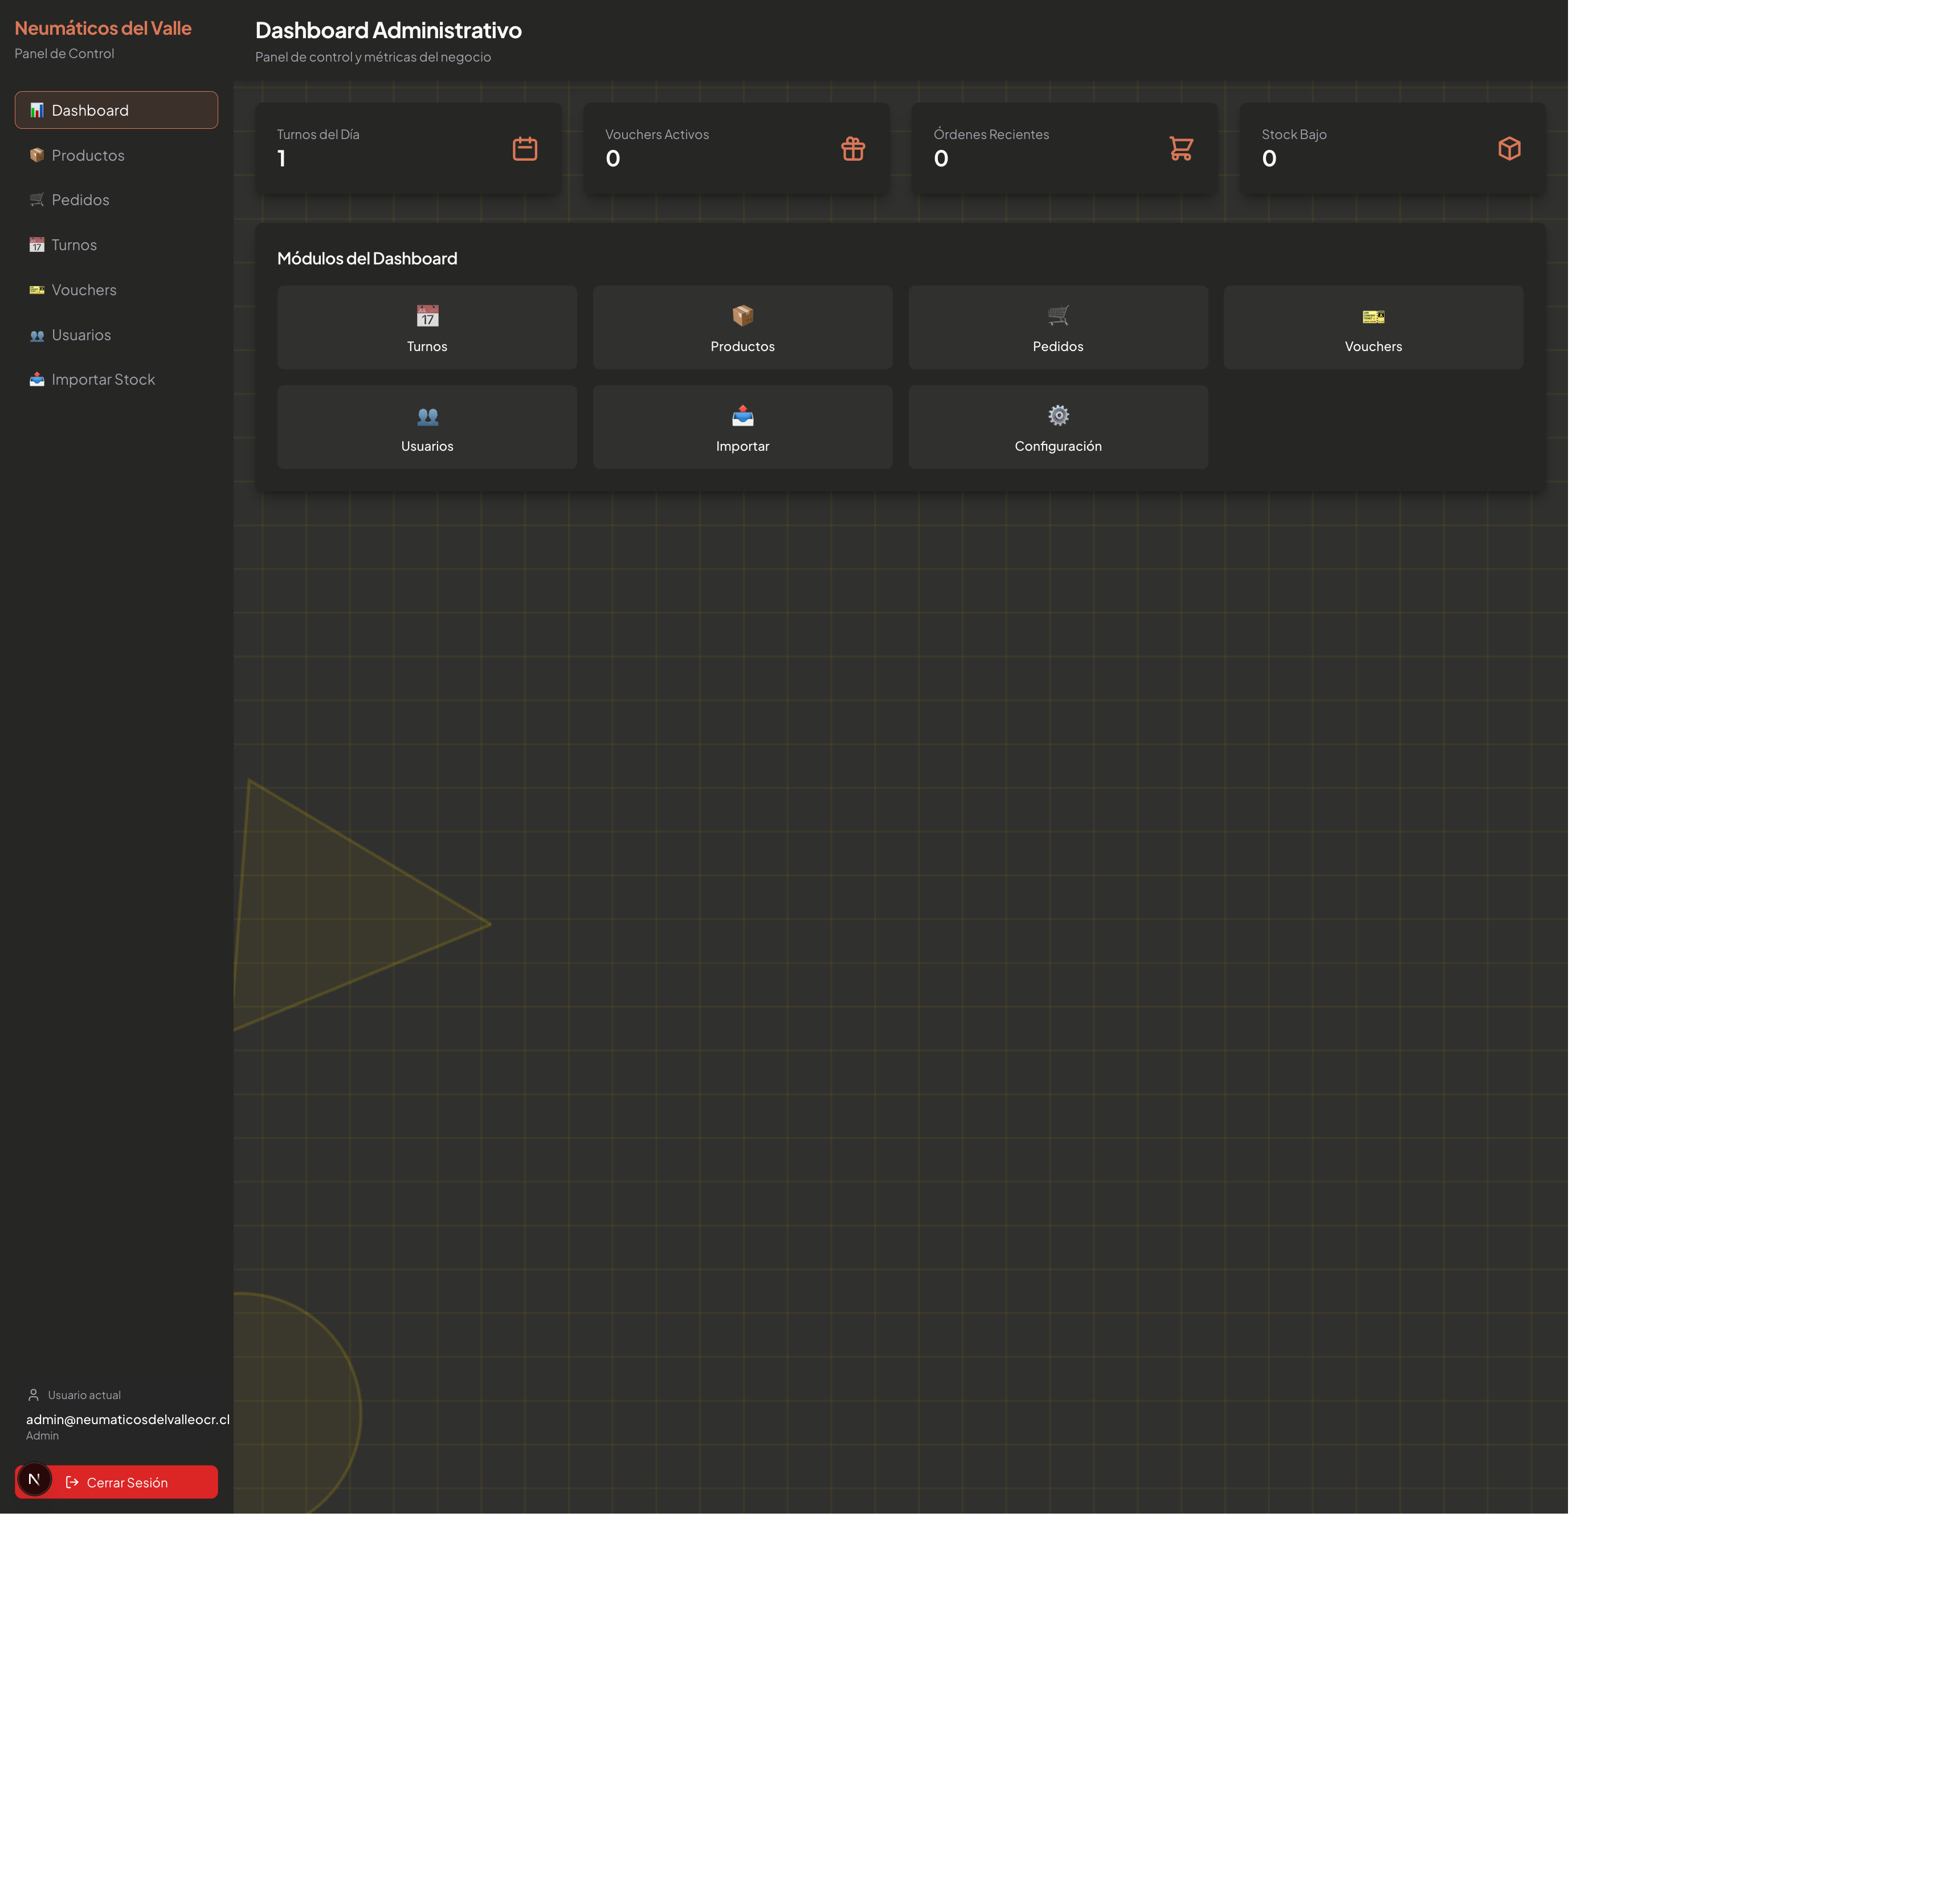 Neumáticos del Valle
Panel de Control
Dashboard
Productos
Pedidos
17
Turnos
Vouchers
Usuarios
Importar Stock
Usuario actual
admin@neumaticosdelvalleocr.cl
Admin
N
Cerrar Sesión
Dashboard Administrativo
Panel de control y métricas del negocio
Turnos del Día
1
Vouchers Activos
0
Órdenes Recientes
0
Stock Bajo
0
Módulos del Dashboard
17
Turnos
Productos
Pedidos
Vouchers
Usuarios
Importar
Configuración